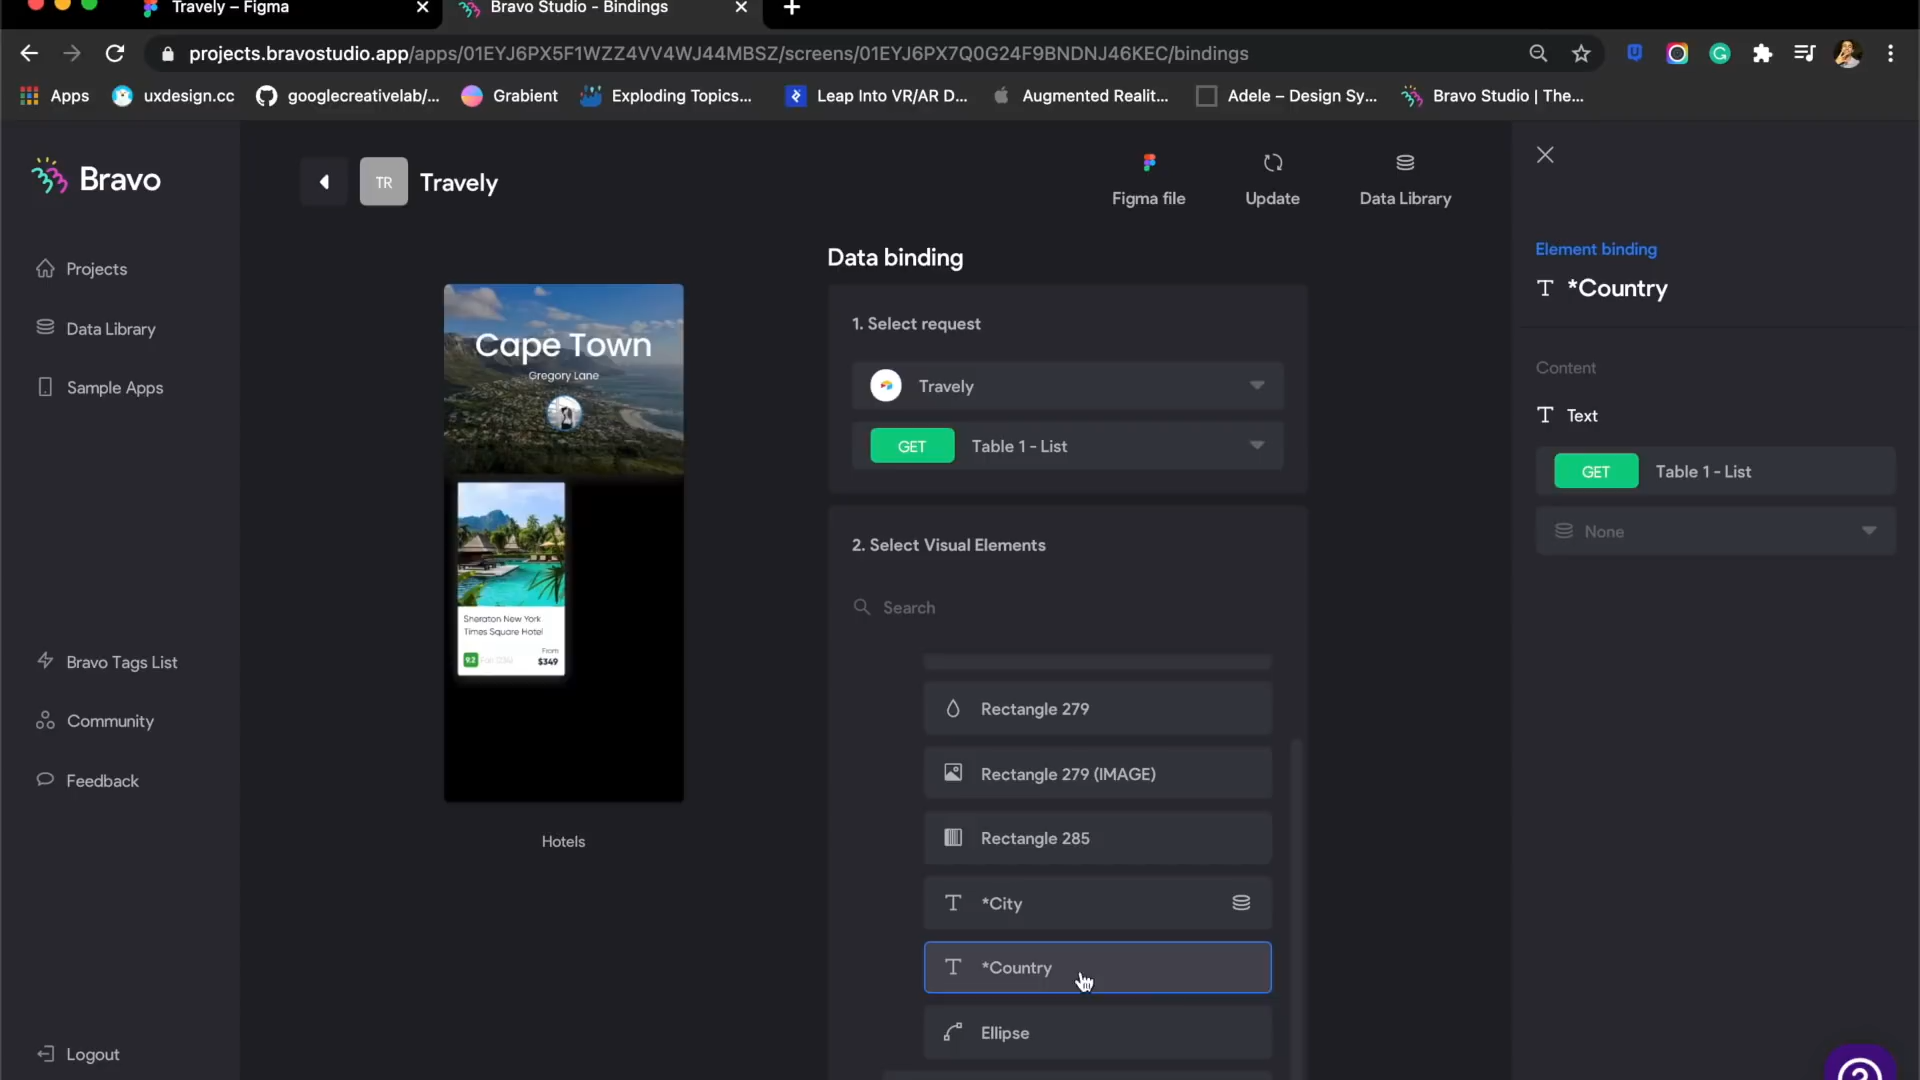 Travely – Figma
Bravo Studio - Bindings
projects.bravostudio.app/apps/01EYJ6PX5F1WZZ4VV4WJ44MBSZ/screens/01EYJ6PX7Q0G24F9BNDNJ46KEC/bindings
Apps
uxdesign.cc
googlecreativelab/...
Grabient
Exploding Topics...
Leap Into VR/AR D...
Augmented Realit...
Adele – Design Sy...
Bravo Studio | The...
Bravo
TR
Travely
Figma file
Update
Data Library
Projects
Data Library
Sample Apps
Bravo Tags List
Community
Feedback
Logout
Cape Town
Gregory Lane
Sheraton New York
Times Square Hotel
9.2
From
$349
Hotels
Data binding
1. Select request
Travely
GET Table 1 - List
2. Select Visual Elements
Search
Rectangle 279
Rectangle 279 (IMAGE)
Rectangle 285
*City
*Country
Ellipse
Element binding
*Country
Content
Text
GET Table 1 - List
None